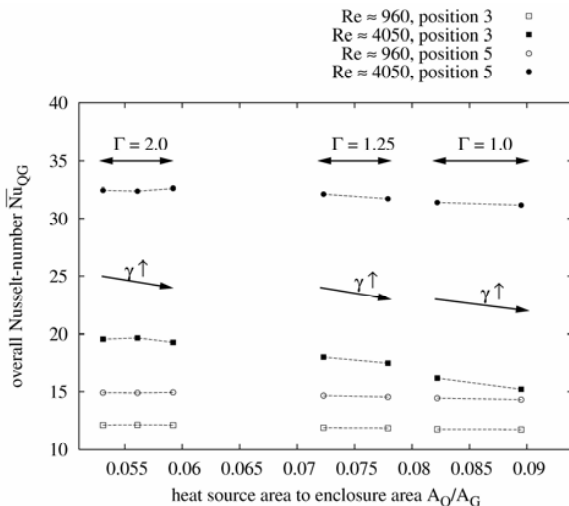 Re ≈ 960, position 3
Re ≈ 4050, position 3
Re ≈ 960, position 5
Re ≈ 4050, position 5
40
35
30
25
20
15
10
overall Nusselt-number N̅u̅_QG
Γ = 2.0
Γ = 1.25
Γ = 1.0
γ ↑
γ ↑
γ ↑
0.055 0.06 0.065 0.07 0.075 0.08 0.085 0.09
heat source area to enclosure area A_Q/A_G